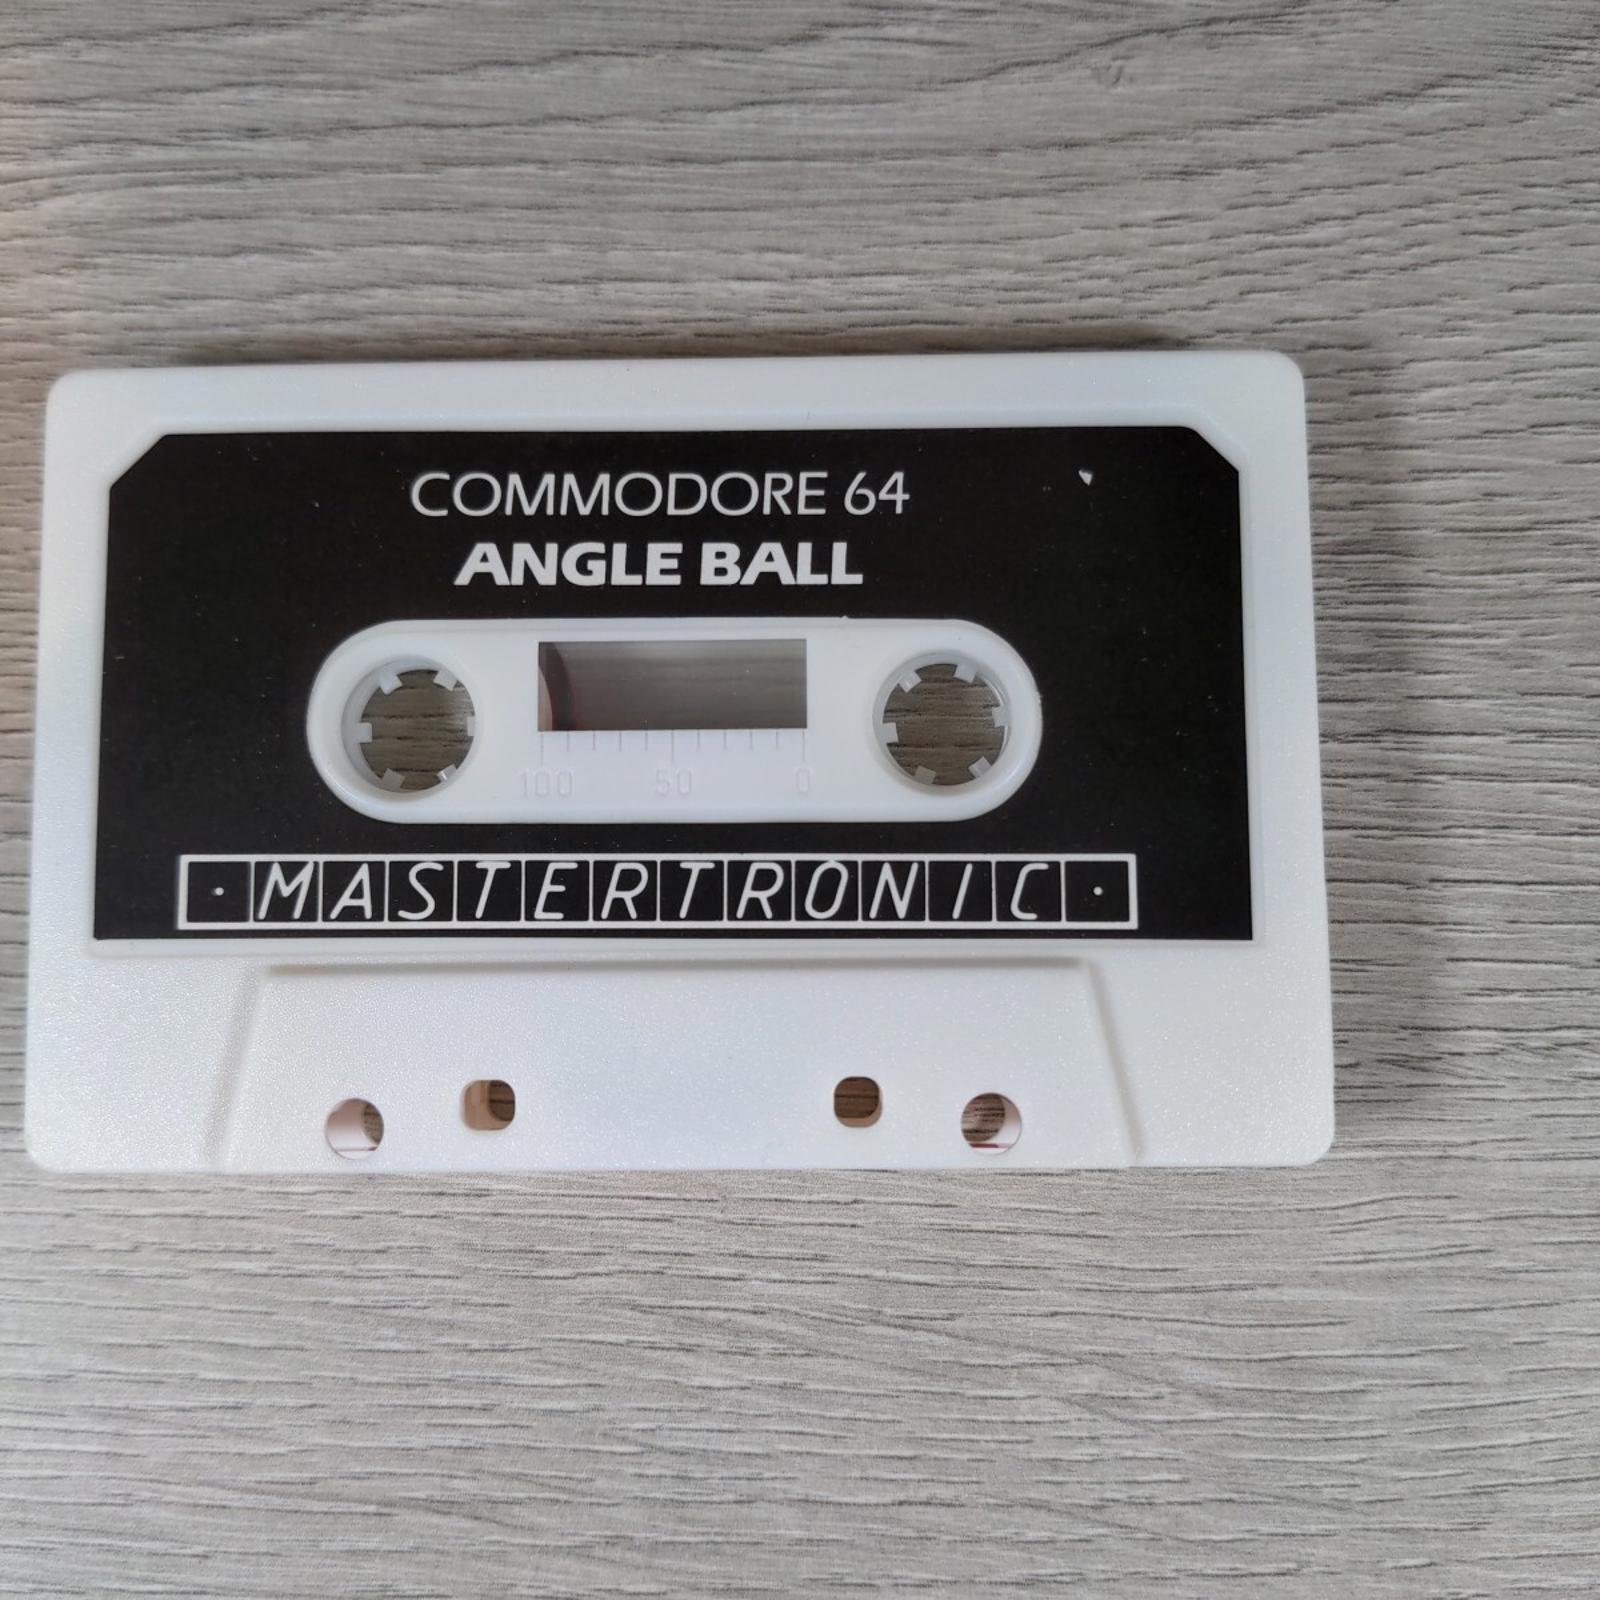 COMMODORE 64
ANGLE BALL
100 50 0
·MASTERTRONIC·